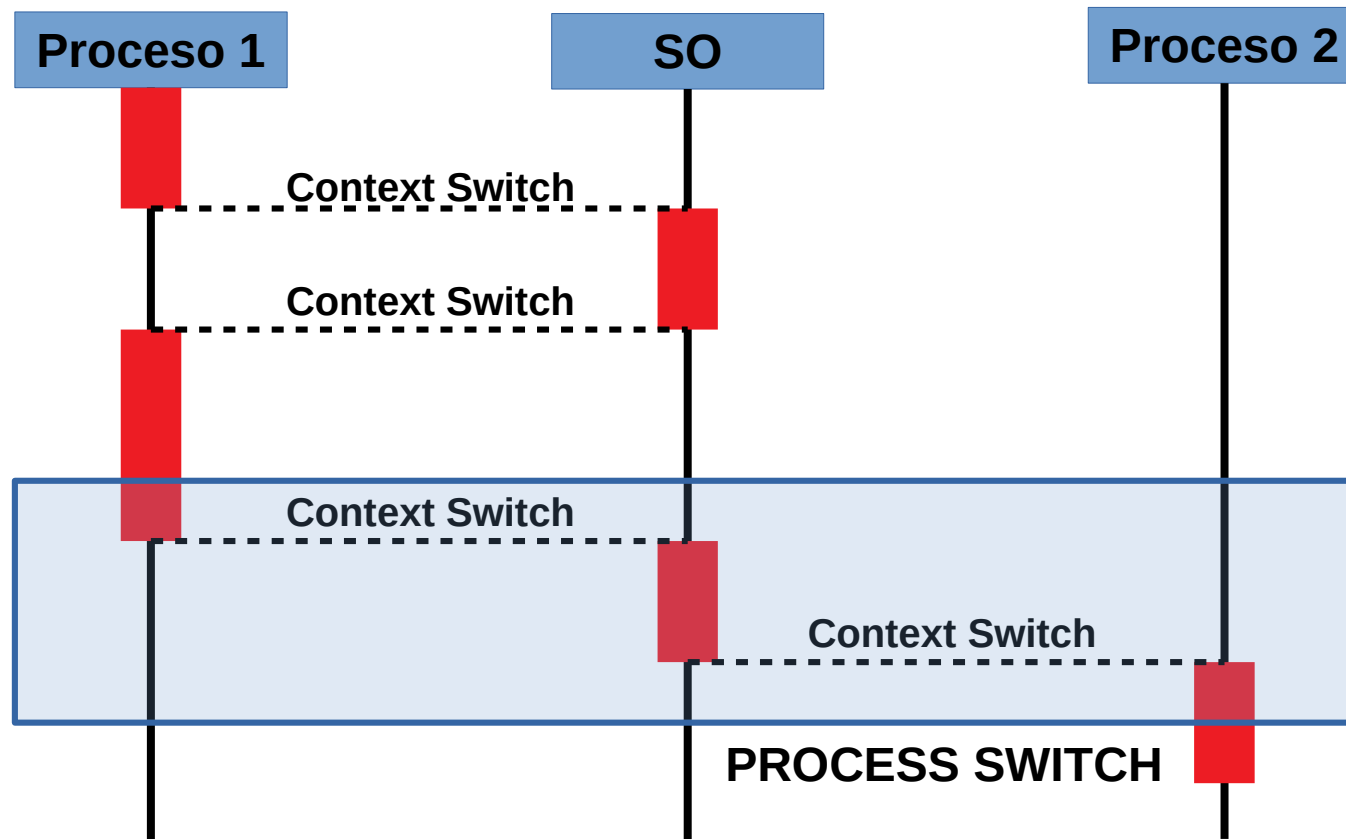 Proceso 1
SO
Proceso 2
Context Switch
Context Switch
Context Switch
Context Switch
PROCESS SWITCH